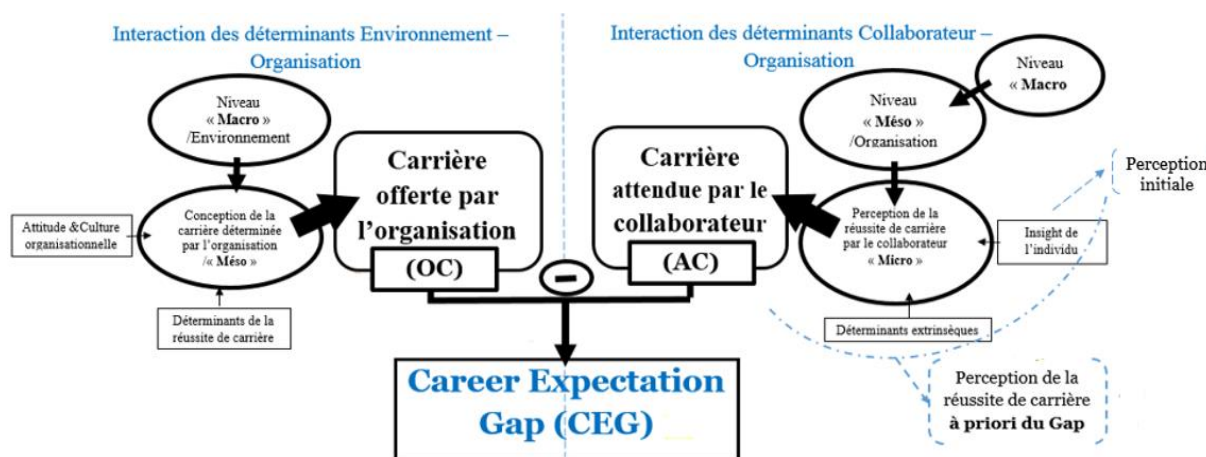 Interaction des déterminants Environnement –
Organisation
Niveau
« Macro »
/Environnement
Carrière
offerte par
l'organisation
(OC)
Attitude &Culture
organisationnelle
Conception de la
carrière déterminée
par l'organisation
/« Méso »
Déterminants de la
réussite de carrière
Interaction des déterminants Collaborateur –
Organisation
Niveau
« Macro
Niveau
« Méso »
/Organisation
Carrière
attendue par le
collaborateur
(AC)
Perception de la
réussite de carrière
par le collaborateur
« Micro »
Perception
initiale
Insight de
l'individu
Déterminants extrinsèques
–
Career Expectation
Gap (CEG)
Perception de la
réussite de carrière
à priori du Gap